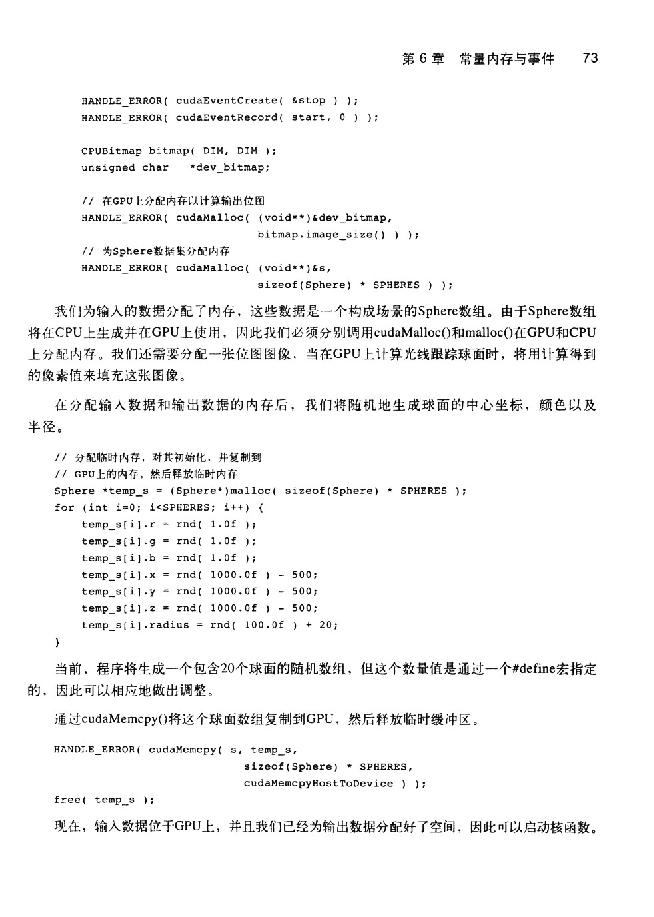 第 6 章 常量内存与事件 73
HANDLE_ERROR( cudaEventCreate( &stop ) );
HANDLE_ERROR( cudaEventRecord( start, 0 ) );
CPUBitmap bitmap( DIM, DIM );
unsigned char *dev_bitmap;
// 在GPU上分配内存以计算输出位图
HANDLE_ERROR( cudaMalloc( (void**)&dev_bitmap,
bitmap.image_size() ) );
// 为Sphere数据集分配内存
HANDLE_ERROR( cudaMalloc( (void**)&s,
sizeof(Sphere) * SPHERES ) );
我们为输入的数据分配了内存，这些数据是一个构成场景的Sphere数组。由于Sphere数组
将在CPU上生成并在GPU上使用，因此我们必须分别调用cudaMalloc()和malloc()在GPU和CPU
上分配内存。我们还需要分配一张位图图像，当在GPU上计算光线跟踪球面时，将用计算得到
的像素值来填充这张图像。
在分配输入数据和输出数据的内存后，我们将随机地生成球面的中心坐标，颜色以及
半径。
// 分配临时内存，对其初始化，并复制到
// GPU上的内存，然后释放临时内存
Sphere *temp_s = (Sphere*)malloc( sizeof(Sphere) * SPHERES );
for (int i=0; i<SPHERES; i++) {
temp_s[i].r = rnd( 1.0f );
temp_s[i].g = rnd( 1.0f );
temp_s[i].b = rnd( 1.0f );
temp_s[i].x = rnd( 1000.0f ) - 500;
temp_s[i].y = rnd( 1000.0f ) - 500;
temp_s[i].z = rnd( 1000.0f ) - 500;
temp_s[i].radius = rnd( 100.0f ) + 20;
}
当前，程序将生成一个包含20个球面的随机数组，但这个数量值是通过一个#define宏指定
的，因此可以相应地做出调整。
通过cudaMemcpy()将这个球面数组复制到GPU，然后释放临时缓冲区。
HANDLE_ERROR( cudaMemcpy( s, temp_s,
sizeof(Sphere) * SPHERES,
cudaMemcpyHostToDevice ) );
free( temp_s );
现在，输入数据位于GPU上，并且我们已经为输出数据分配好了空间，因此可以启动核函数。